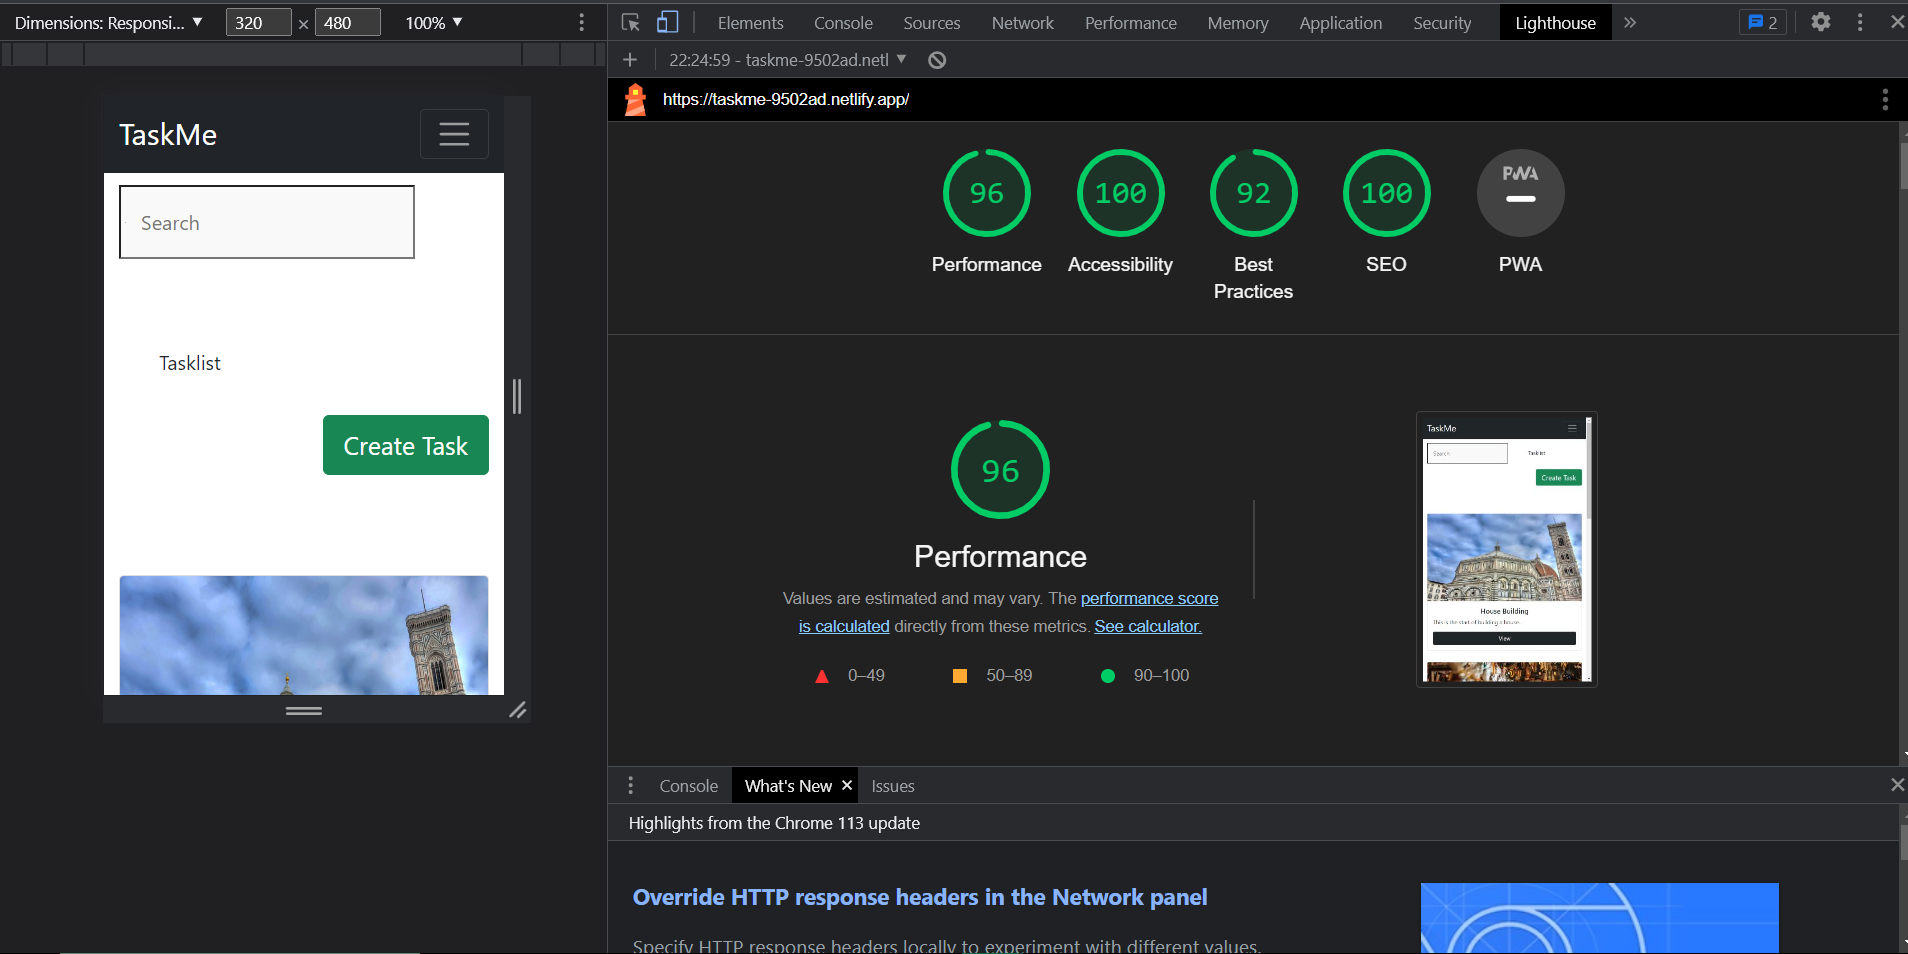 Dimensions: Responsi... ▼ 320 × 480 100% ▼
Elements Console Sources Network Performance Memory Application Security Lighthouse » 2
+ 22:24:59 - taskme-9502ad.netl ▼
https://taskme-9502ad.netlify.app/
TaskMe
Search
Tasklist
Create Task
96 100 92 100 PWA
Performance Accessibility Best Practices SEO PWA
96
Performance
Values are estimated and may vary. The performance score
is calculated directly from these metrics. See calculator.
0–49 50–89 90–100
TaskMe
Search Tasklist
Create Task
House Building
This is the start of building a house...
View
Console What's New × Issues
Highlights from the Chrome 113 update
Override HTTP response headers in the Network panel
Specify HTTP response headers locally to experiment with different values.